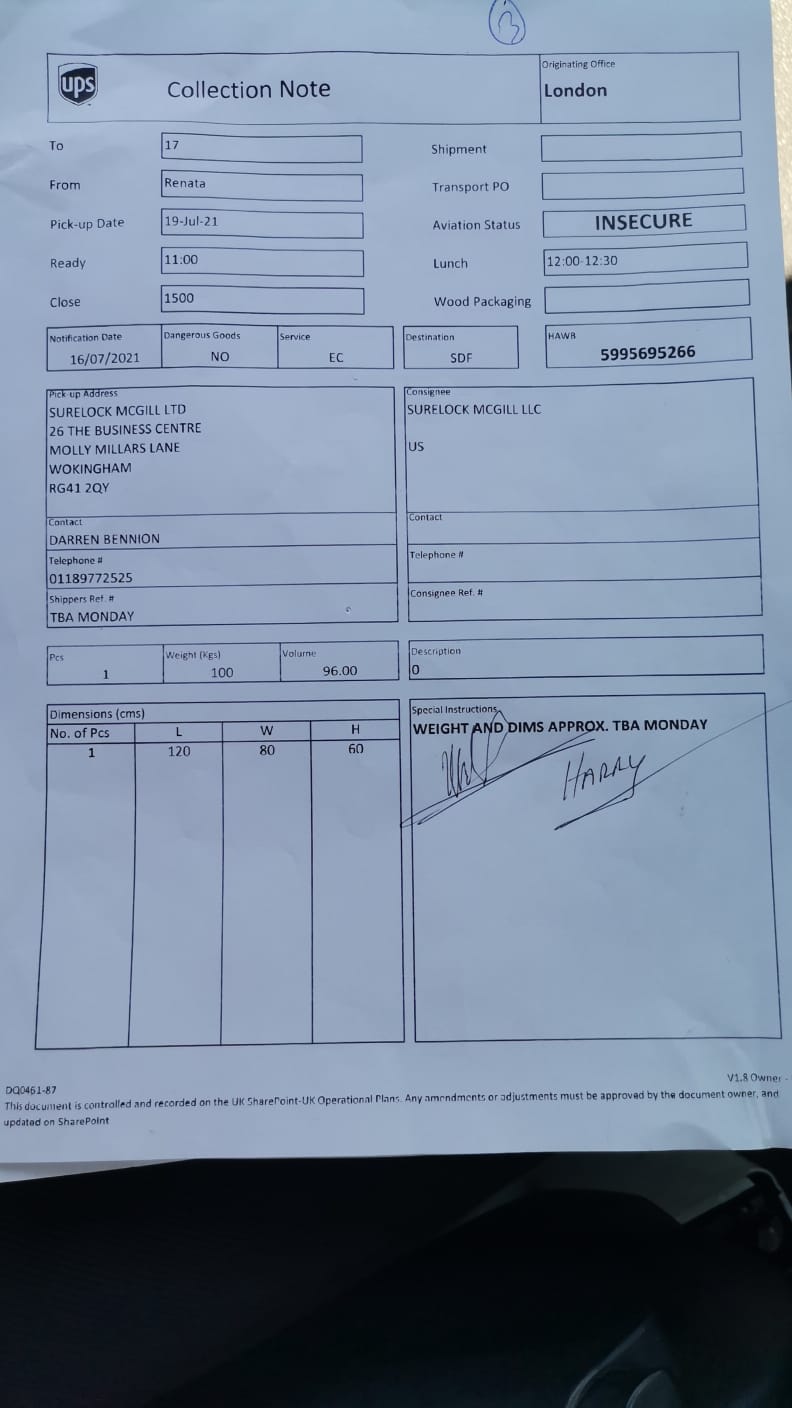 ups
Collection Note
Originating Office
London
To
17
Shipment
From
Renata
Transport PO
Pick-up Date
19-Jul-21
Aviation Status
INSECURE
Ready
11:00
Lunch
12:00-12:30
Close
1500
Wood Packaging
Notification Date
16/07/2021
Dangerous Goods
NO
Service
EC
Destination
SDF
HAWB
5995695266
Pick-up Address
SURELOCK MCGILL LTD
26 THE BUSINESS CENTRE
MOLLY MILLARS LANE
WOKINGHAM
RG41 2QY
Consignee
SURELOCK MCGILL LLC
US
Contact
DARREN BENNION
Telephone #
01189772525
Shippers Ref. #
TBA MONDAY
Contact
Telephone #
Consignee Ref. #
Pcs
1
Weight (Kgs)
100
Volume
96.00
Description
0
Dimensions (cms)
No. of Pcs L W H
1 120 80 60
Special Instructions
WEIGHT AND DIMS APPROX. TBA MONDAY
HARRY
DQ0461-87
V1.8 Owner -
This document is controlled and recorded on the UK SharePoint-UK Operational Plans. Any amendments or adjustments must be approved by the document owner, and
updated on SharePoint